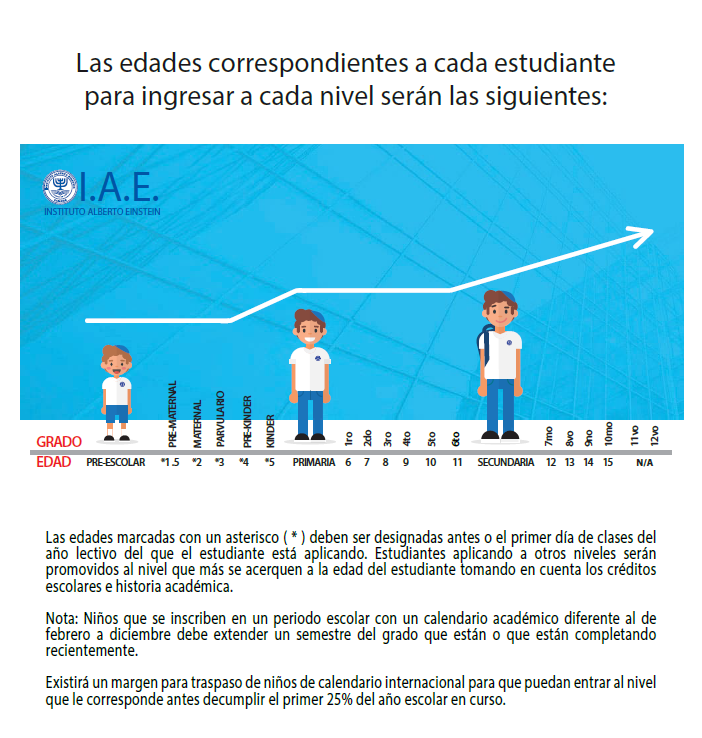 Las edades correspondientes a cada estudiante
para ingresar a cada nivel serán las siguientes:
I.A.E.
INSTITUTO ALBERTO EINSTEIN
GRADO PRE-MATERNAL MATERNAL PARVULARIO PRE-KINDER KINDER 1ro 2do 3ro 4to 5to 6to 7mo 8vo 9no 10mo 11vo 12vo
EDAD PRE-ESCOLAR *1.5 *2 *3 *4 *5 PRIMARIA 6 7 8 9 10 11 SECUNDARIA 12 13 14 15 N/A
Las edades marcadas con un asterisco ( * ) deben ser designadas antes o el primer día de clases del
año lectivo del que el estudiante está aplicando. Estudiantes aplicando a otros niveles serán
promovidos al nivel que más se acerquen a la edad del estudiante tomando en cuenta los créditos
escolares e historia académica.
Nota: Niños que se inscriben en un periodo escolar con un calendario académico diferente al de
febrero a diciembre debe extender un semestre del grado que están o que están completando
recientemente.
Existirá un margen para traspaso de niños de calendario internacional para que puedan entrar al nivel
que le corresponde antes decumplir el primer 25% del año escolar en curso.